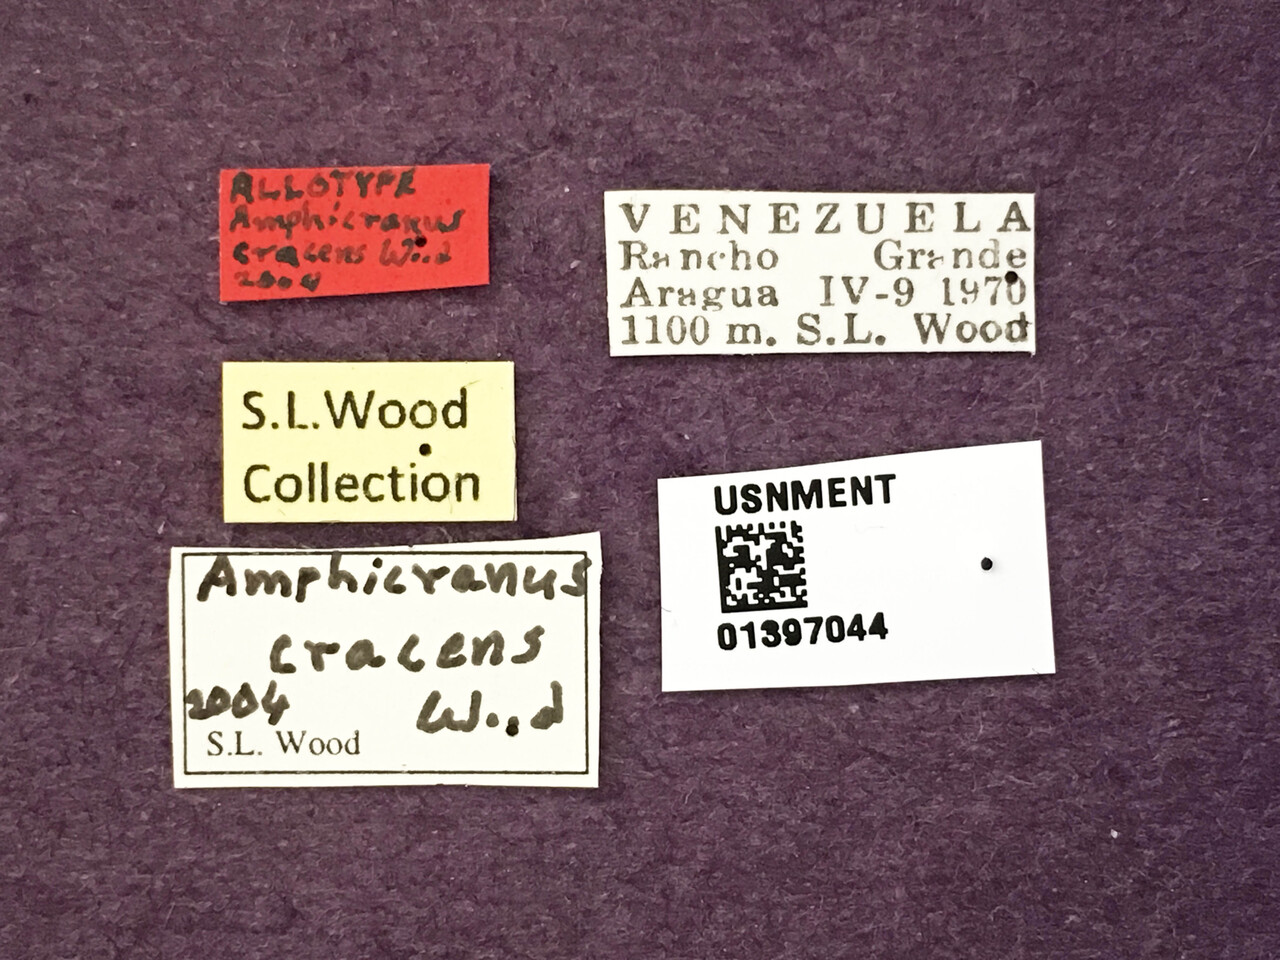 ALLOTYPE
Amphicranus
cracens Wood
2004
VENEZUELA
Rancho Grande
Aragua IV-9 1970
1100 m. S.L. Wood
S.L.Wood
Collection
USNMENT
01397044
Amphicranus
cracens
2004 Wood
S.L. Wood